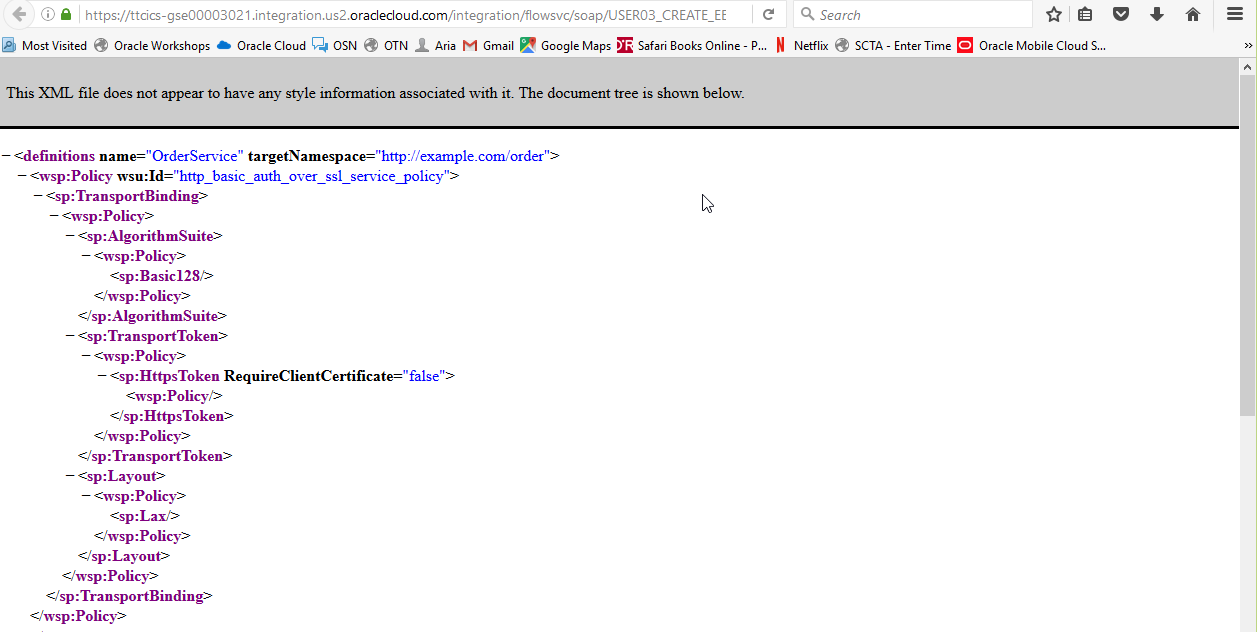 https://ttcics-gse00003021.integration.us2.oraclecloud.com/integration/flowsvc/soap/USER03_CREATE_EE
Search
Most Visited Oracle Workshops Oracle Cloud OSN OTN Aria Gmail Google Maps Safari Books Online - P... Netflix SCTA - Enter Time Oracle Mobile Cloud S...
This XML file does not appear to have any style information associated with it. The document tree is shown below.
−<definitions name="OrderService" targetNamespace="http://example.com/order">
−<wsp:Policy wsu:Id="http_basic_auth_over_ssl_service_policy">
−<sp:TransportBinding>
−<wsp:Policy>
−<sp:AlgorithmSuite>
−<wsp:Policy>
<sp:Basic128/>
</wsp:Policy>
</sp:AlgorithmSuite>
−<sp:TransportToken>
−<wsp:Policy>
−<sp:HttpsToken RequireClientCertificate="false">
<wsp:Policy/>
</sp:HttpsToken>
</wsp:Policy>
</sp:TransportToken>
−<sp:Layout>
−<wsp:Policy>
<sp:Lax/>
</wsp:Policy>
</sp:Layout>
</wsp:Policy>
</sp:TransportBinding>
</wsp:Policy>